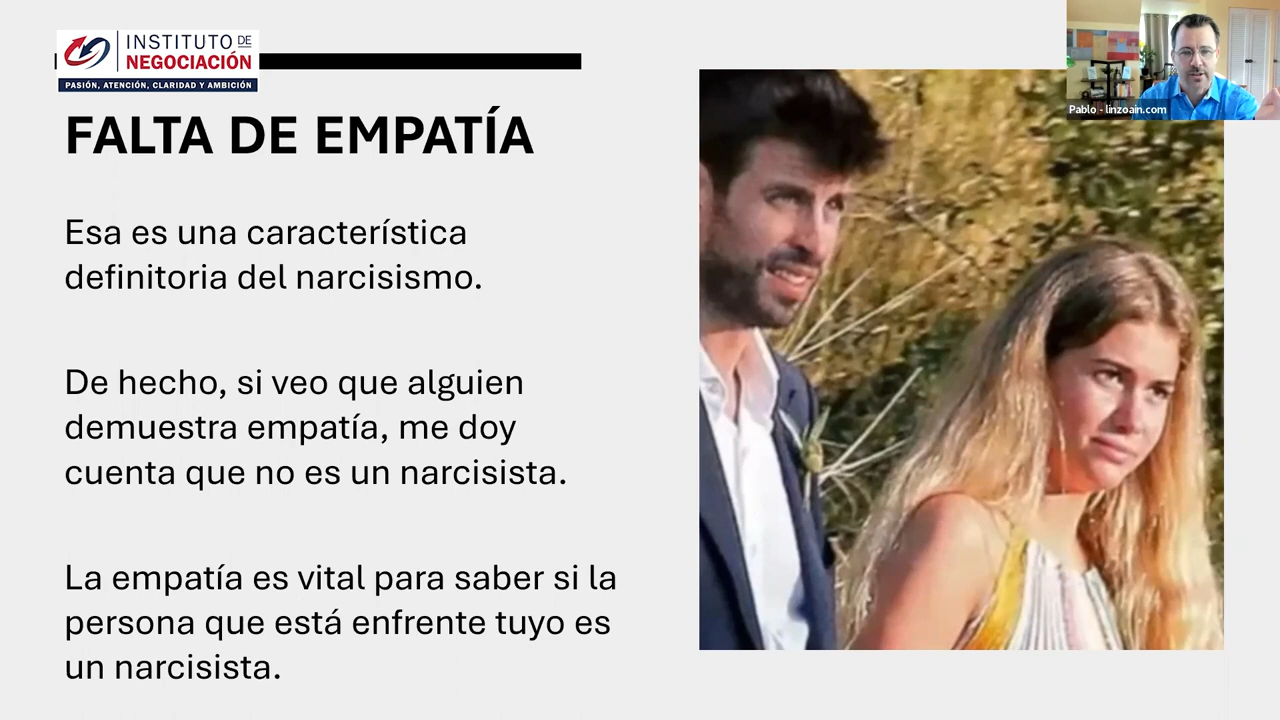 INSTITUTO DE
NEGOCIACIÓN
PASIÓN, ATENCIÓN, CLARIDAD Y AMBICIÓN
Pablo - linzoain.com
FALTA DE EMPATÍA
Esa es una característica
definitoria del narcisismo.
De hecho, si veo que alguien
demuestra empatía, me doy
cuenta que no es un narcisista.
La empatía es vital para saber si la
persona que está enfrente tuyo es
un narcisista.